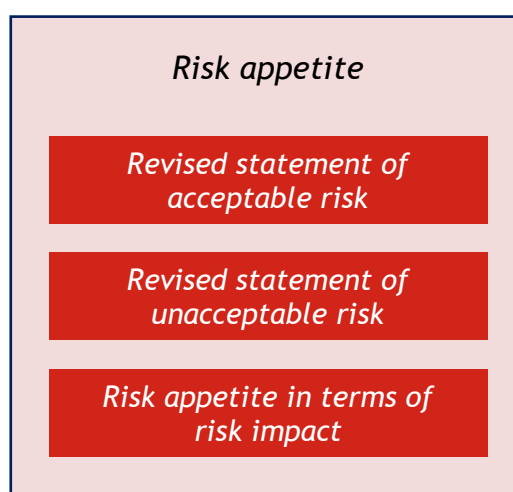 Risk appetite
Revised statement of
acceptable risk
Revised statement of
unacceptable risk
Risk appetite in terms of
risk impact